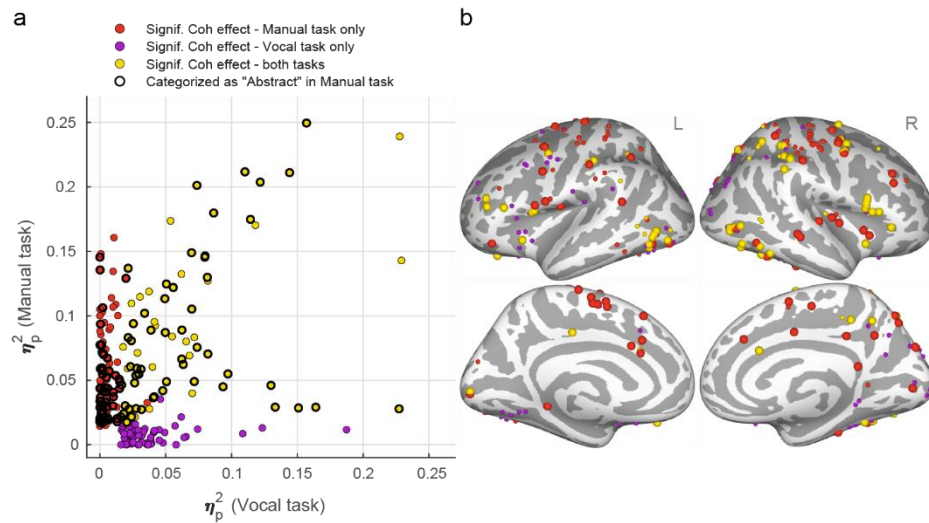 a
b
Signif. Coh effect - Manual task only
Signif. Coh effect - Vocal task only
Signif. Coh effect - both tasks
Categorized as "Abstract" in Manual task
0.25
0.2
0.15
0.1
0.05
0
η²p (Manual task)
0 0.05 0.1 0.15 0.2 0.25
η²p (Vocal task)
L
R